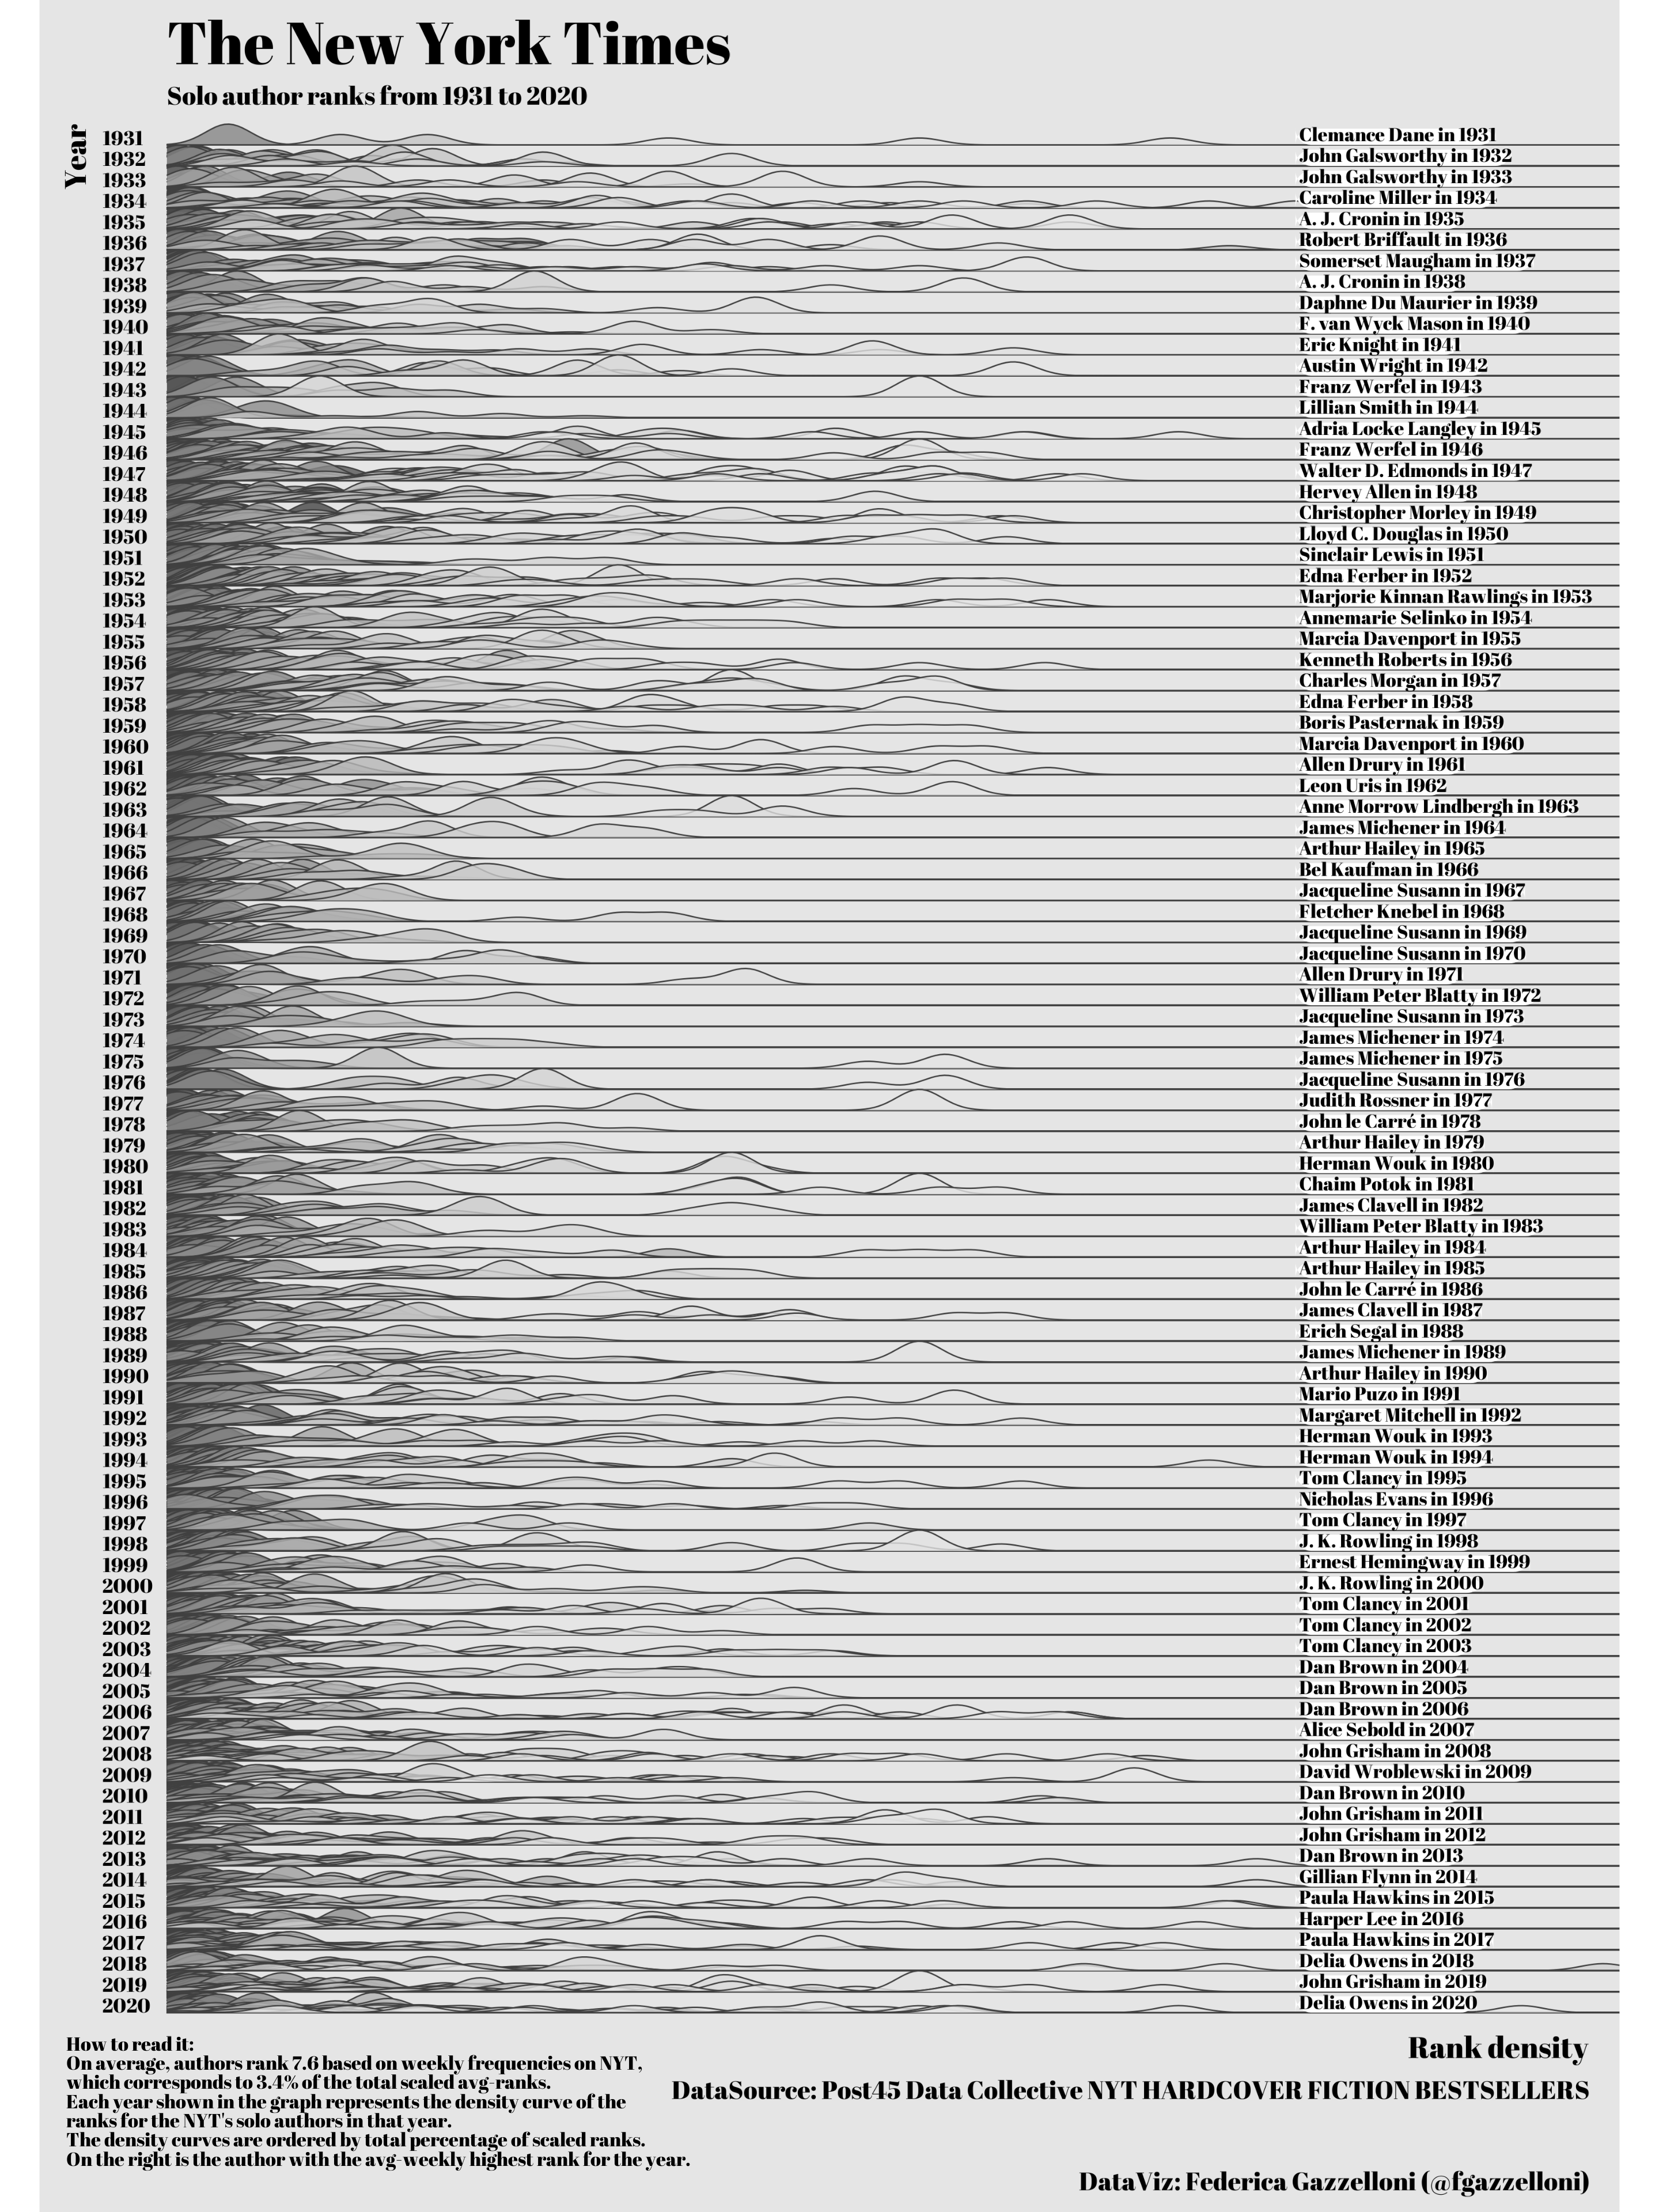 The New York Times
Solo author ranks from 1931 to 2020
Year
1931 Clemance Dane in 1931
1932 John Galsworthy in 1932
1933 John Galsworthy in 1933
1934 Caroline Miller in 1934
1935 A. J. Cronin in 1935
1936 Robert Briffault in 1936
1937 Somerset Maugham in 1937
1938 A. J. Cronin in 1938
1939 Daphne Du Maurier in 1939
1940 F. van Wyck Mason in 1940
1941 Eric Knight in 1941
1942 Austin Wright in 1942
1943 Franz Werfel in 1943
1944 Lillian Smith in 1944
1945 Adria Locke Langley in 1945
1946 Franz Werfel in 1946
1947 Walter D. Edmonds in 1947
1948 Hervey Allen in 1948
1949 Christopher Morley in 1949
1950 Lloyd C. Douglas in 1950
1951 Sinclair Lewis in 1951
1952 Edna Ferber in 1952
1953 Marjorie Kinnan Rawlings in 1953
1954 Annemarie Selinko in 1954
1955 Marcia Davenport in 1955
1956 Kenneth Roberts in 1956
1957 Charles Morgan in 1957
1958 Edna Ferber in 1958
1959 Boris Pasternak in 1959
1960 Marcia Davenport in 1960
1961 Allen Drury in 1961
1962 Leon Uris in 1962
1963 Anne Morrow Lindbergh in 1963
1964 James Michener in 1964
1965 Arthur Hailey in 1965
1966 Bel Kaufman in 1966
1967 Jacqueline Susann in 1967
1968 Fletcher Knebel in 1968
1969 Jacqueline Susann in 1969
1970 Jacqueline Susann in 1970
1971 Allen Drury in 1971
1972 William Peter Blatty in 1972
1973 Jacqueline Susann in 1973
1974 James Michener in 1974
1975 James Michener in 1975
1976 Jacqueline Susann in 1976
1977 Judith Rossner in 1977
1978 John le Carré in 1978
1979 Arthur Hailey in 1979
1980 Herman Wouk in 1980
1981 Chaim Potok in 1981
1982 James Clavell in 1982
1983 William Peter Blatty in 1983
1984 Arthur Hailey in 1984
1985 Arthur Hailey in 1985
1986 John le Carré in 1986
1987 James Clavell in 1987
1988 Erich Segal in 1988
1989 James Michener in 1989
1990 Arthur Hailey in 1990
1991 Mario Puzo in 1991
1992 Margaret Mitchell in 1992
1993 Herman Wouk in 1993
1994 Herman Wouk in 1994
1995 Tom Clancy in 1995
1996 Nicholas Evans in 1996
1997 Tom Clancy in 1997
1998 J. K. Rowling in 1998
1999 Ernest Hemingway in 1999
2000 J. K. Rowling in 2000
2001 Tom Clancy in 2001
2002 Tom Clancy in 2002
2003 Tom Clancy in 2003
2004 Dan Brown in 2004
2005 Dan Brown in 2005
2006 Dan Brown in 2006
2007 Alice Sebold in 2007
2008 John Grisham in 2008
2009 David Wroblewski in 2009
2010 Dan Brown in 2010
2011 John Grisham in 2011
2012 John Grisham in 2012
2013 Dan Brown in 2013
2014 Gillian Flynn in 2014
2015 Paula Hawkins in 2015
2016 Harper Lee in 2016
2017 Paula Hawkins in 2017
2018 Delia Owens in 2018
2019 John Grisham in 2019
2020 Delia Owens in 2020
Rank density
DataSource: Post45 Data Collective NYT HARDCOVER FICTION BESTSELLERS
How to read it:
On average, authors rank 7.6 based on weekly frequencies on NYT,
which corresponds to 3.4% of the total scaled avg-ranks.
Each year shown in the graph represents the density curve of the
ranks for the NYT's solo authors in that year.
The density curves are ordered by total percentage of scaled ranks.
On the right is the author with the avg-weekly highest rank for the year.
DataViz: Federica Gazzelloni (@fgazzelloni)